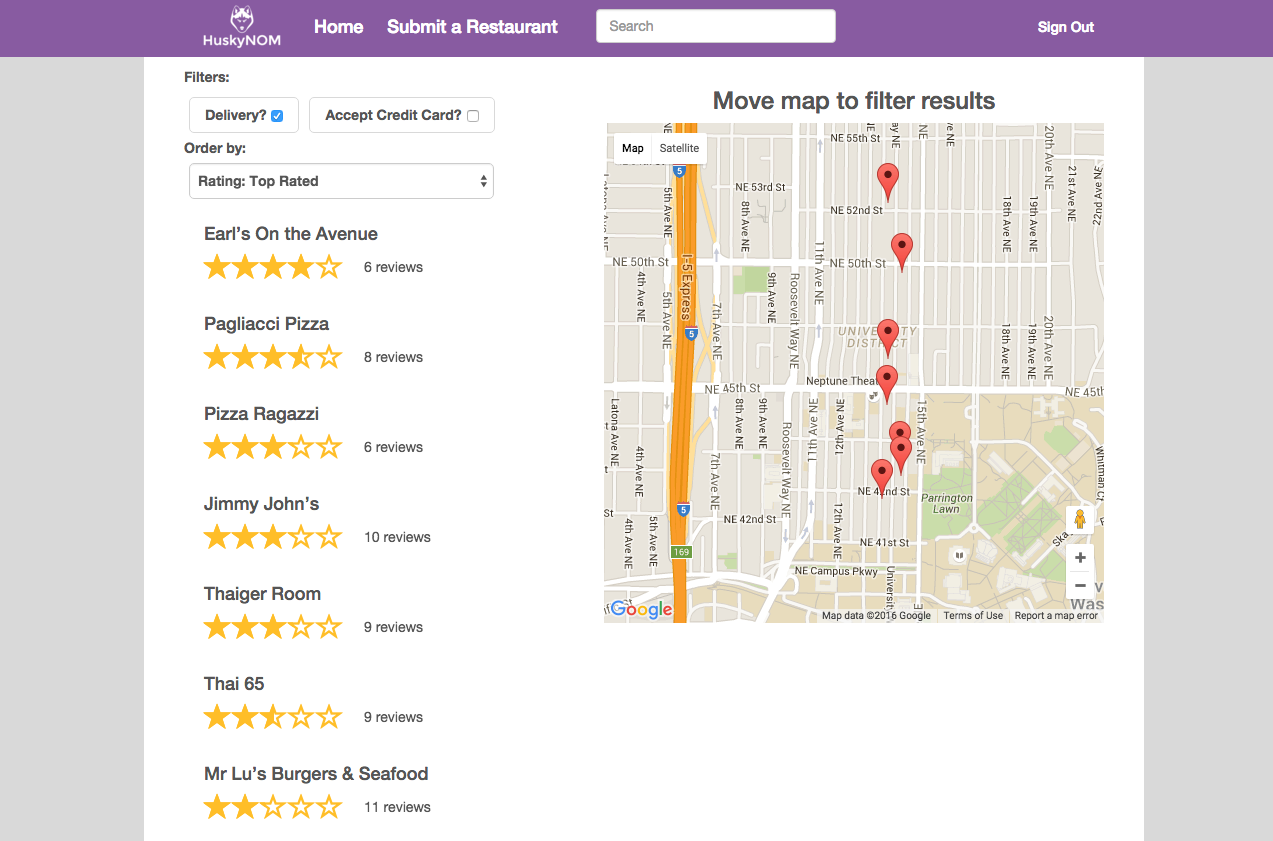 HuskyNOM
Home
Submit a Restaurant
Search
Sign Out
Filters:
Delivery?
Accept Credit Card?
Order by:
Rating: Top Rated
Earl's On the Avenue
6 reviews
Pagliacci Pizza
8 reviews
Pizza Ragazzi
6 reviews
Jimmy John's
10 reviews
Thaiger Room
9 reviews
Thai 65
9 reviews
Mr Lu's Burgers & Seafood
11 reviews
Move map to filter results
Map
Satellite
NE 55th St
20th Ave NE
5
NE 53rd St
21st Ave NE
5th Ave NE
8th Ave NE
NE 52nd St
18th Ave NE
19th Ave NE
11th Ave NE
NE 50th St
NE 50th St
I-5 Express
4th Ave NE
9th Ave NE
Roosevelt Way NE
5th Ave NE
7th Ave NE
5
UNIVERSITY
DISTRICT
18th Ave NE
19th Ave NE
20th Ave NE
Neptune Thea
NE 45th St
NE 45th
Latona Ave NE
8th Ave NE
9th Ave NE
11th Ave NE
12th Ave NE
15th Ave NE
Roosevelt Way NE
4th Ave NE
7th Ave NE
Whitman C
NE 42nd St
Parrington
Lawn
5
St
NE 42nd St
4th Ave NE
5th Ave NE
12th Ave NE
NE 41st St
169
NE Campus Pkwy
University
Ska
Was
Google
Map data ©2016 Google
Terms of Use
Report a map error